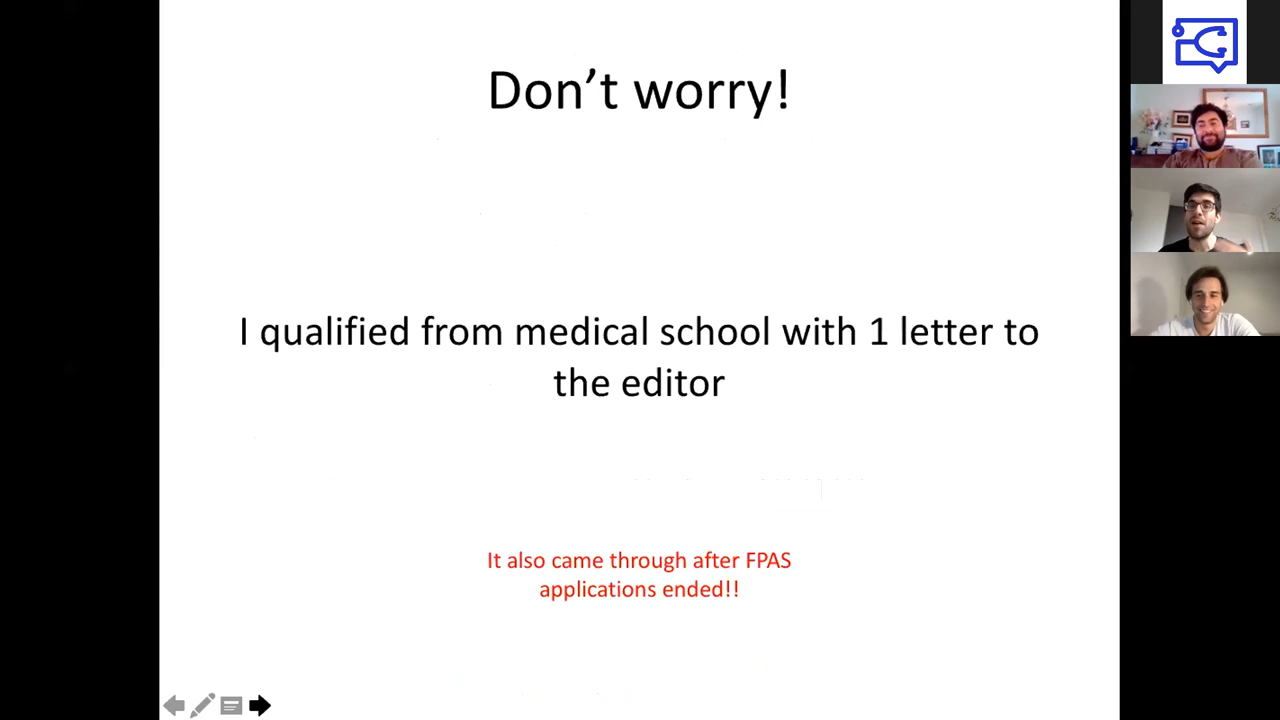 Don’t worry!
I qualified from medical school with 1 letter to
the editor
It also came through after FPAS
applications ended!!